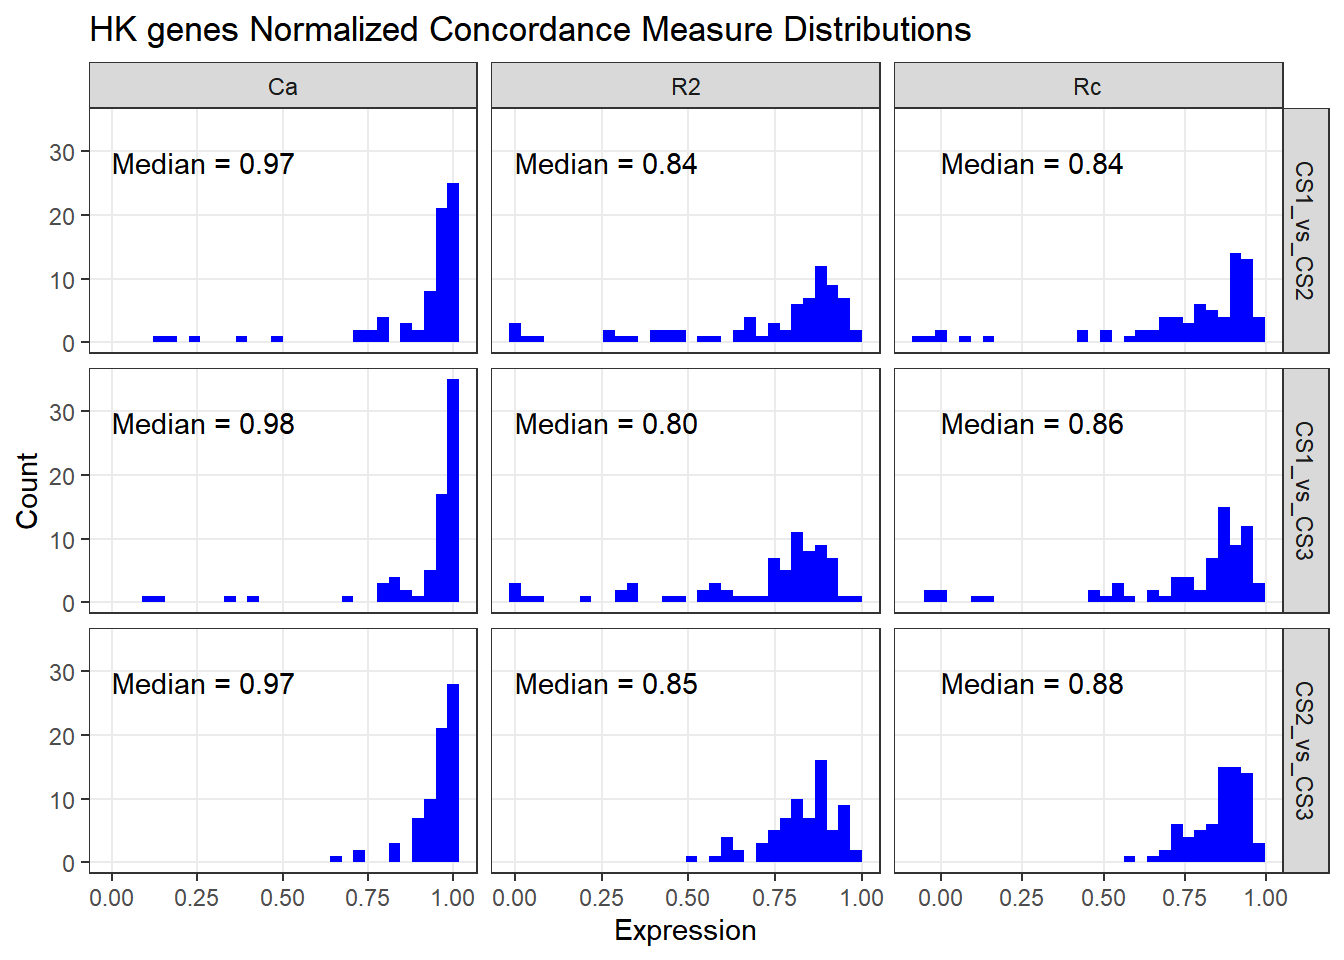 HK genes Normalized Concordance Measure Distributions
Ca
R2
Rc
Median = 0.97
Median = 0.84
Median = 0.84
CS1_vs_CS2
30
20
10
0
Median = 0.98
Median = 0.80
Median = 0.86
CS1_vs_CS3
30
20
10
0
Count
Median = 0.97
Median = 0.85
Median = 0.88
CS2_vs_CS3
30
20
10
0
0.00 0.25 0.50 0.75 1.00
0.00 0.25 0.50 0.75 1.00
0.00 0.25 0.50 0.75 1.00
Expression